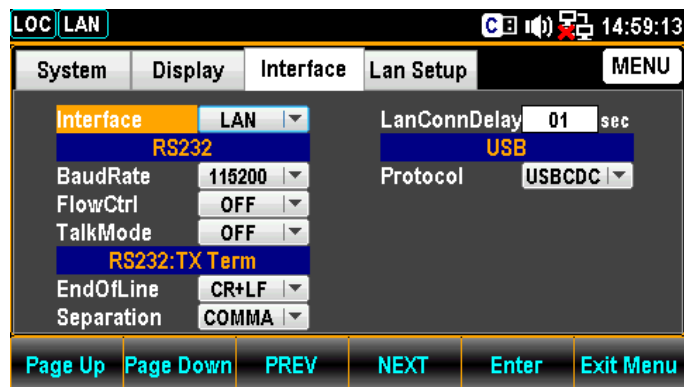 LOC LAN C 14:59:13
System Display Interface Lan Setup MENU
Interface LAN LanConnDelay 01 sec
RS232 USB
BaudRate 115200 Protocol USBCDC
FlowCtrl OFF
TalkMode OFF
RS232:TX Term
EndOfLine CR+LF
Separation COMMA
Page Up Page Down PREV NEXT Enter Exit Menu